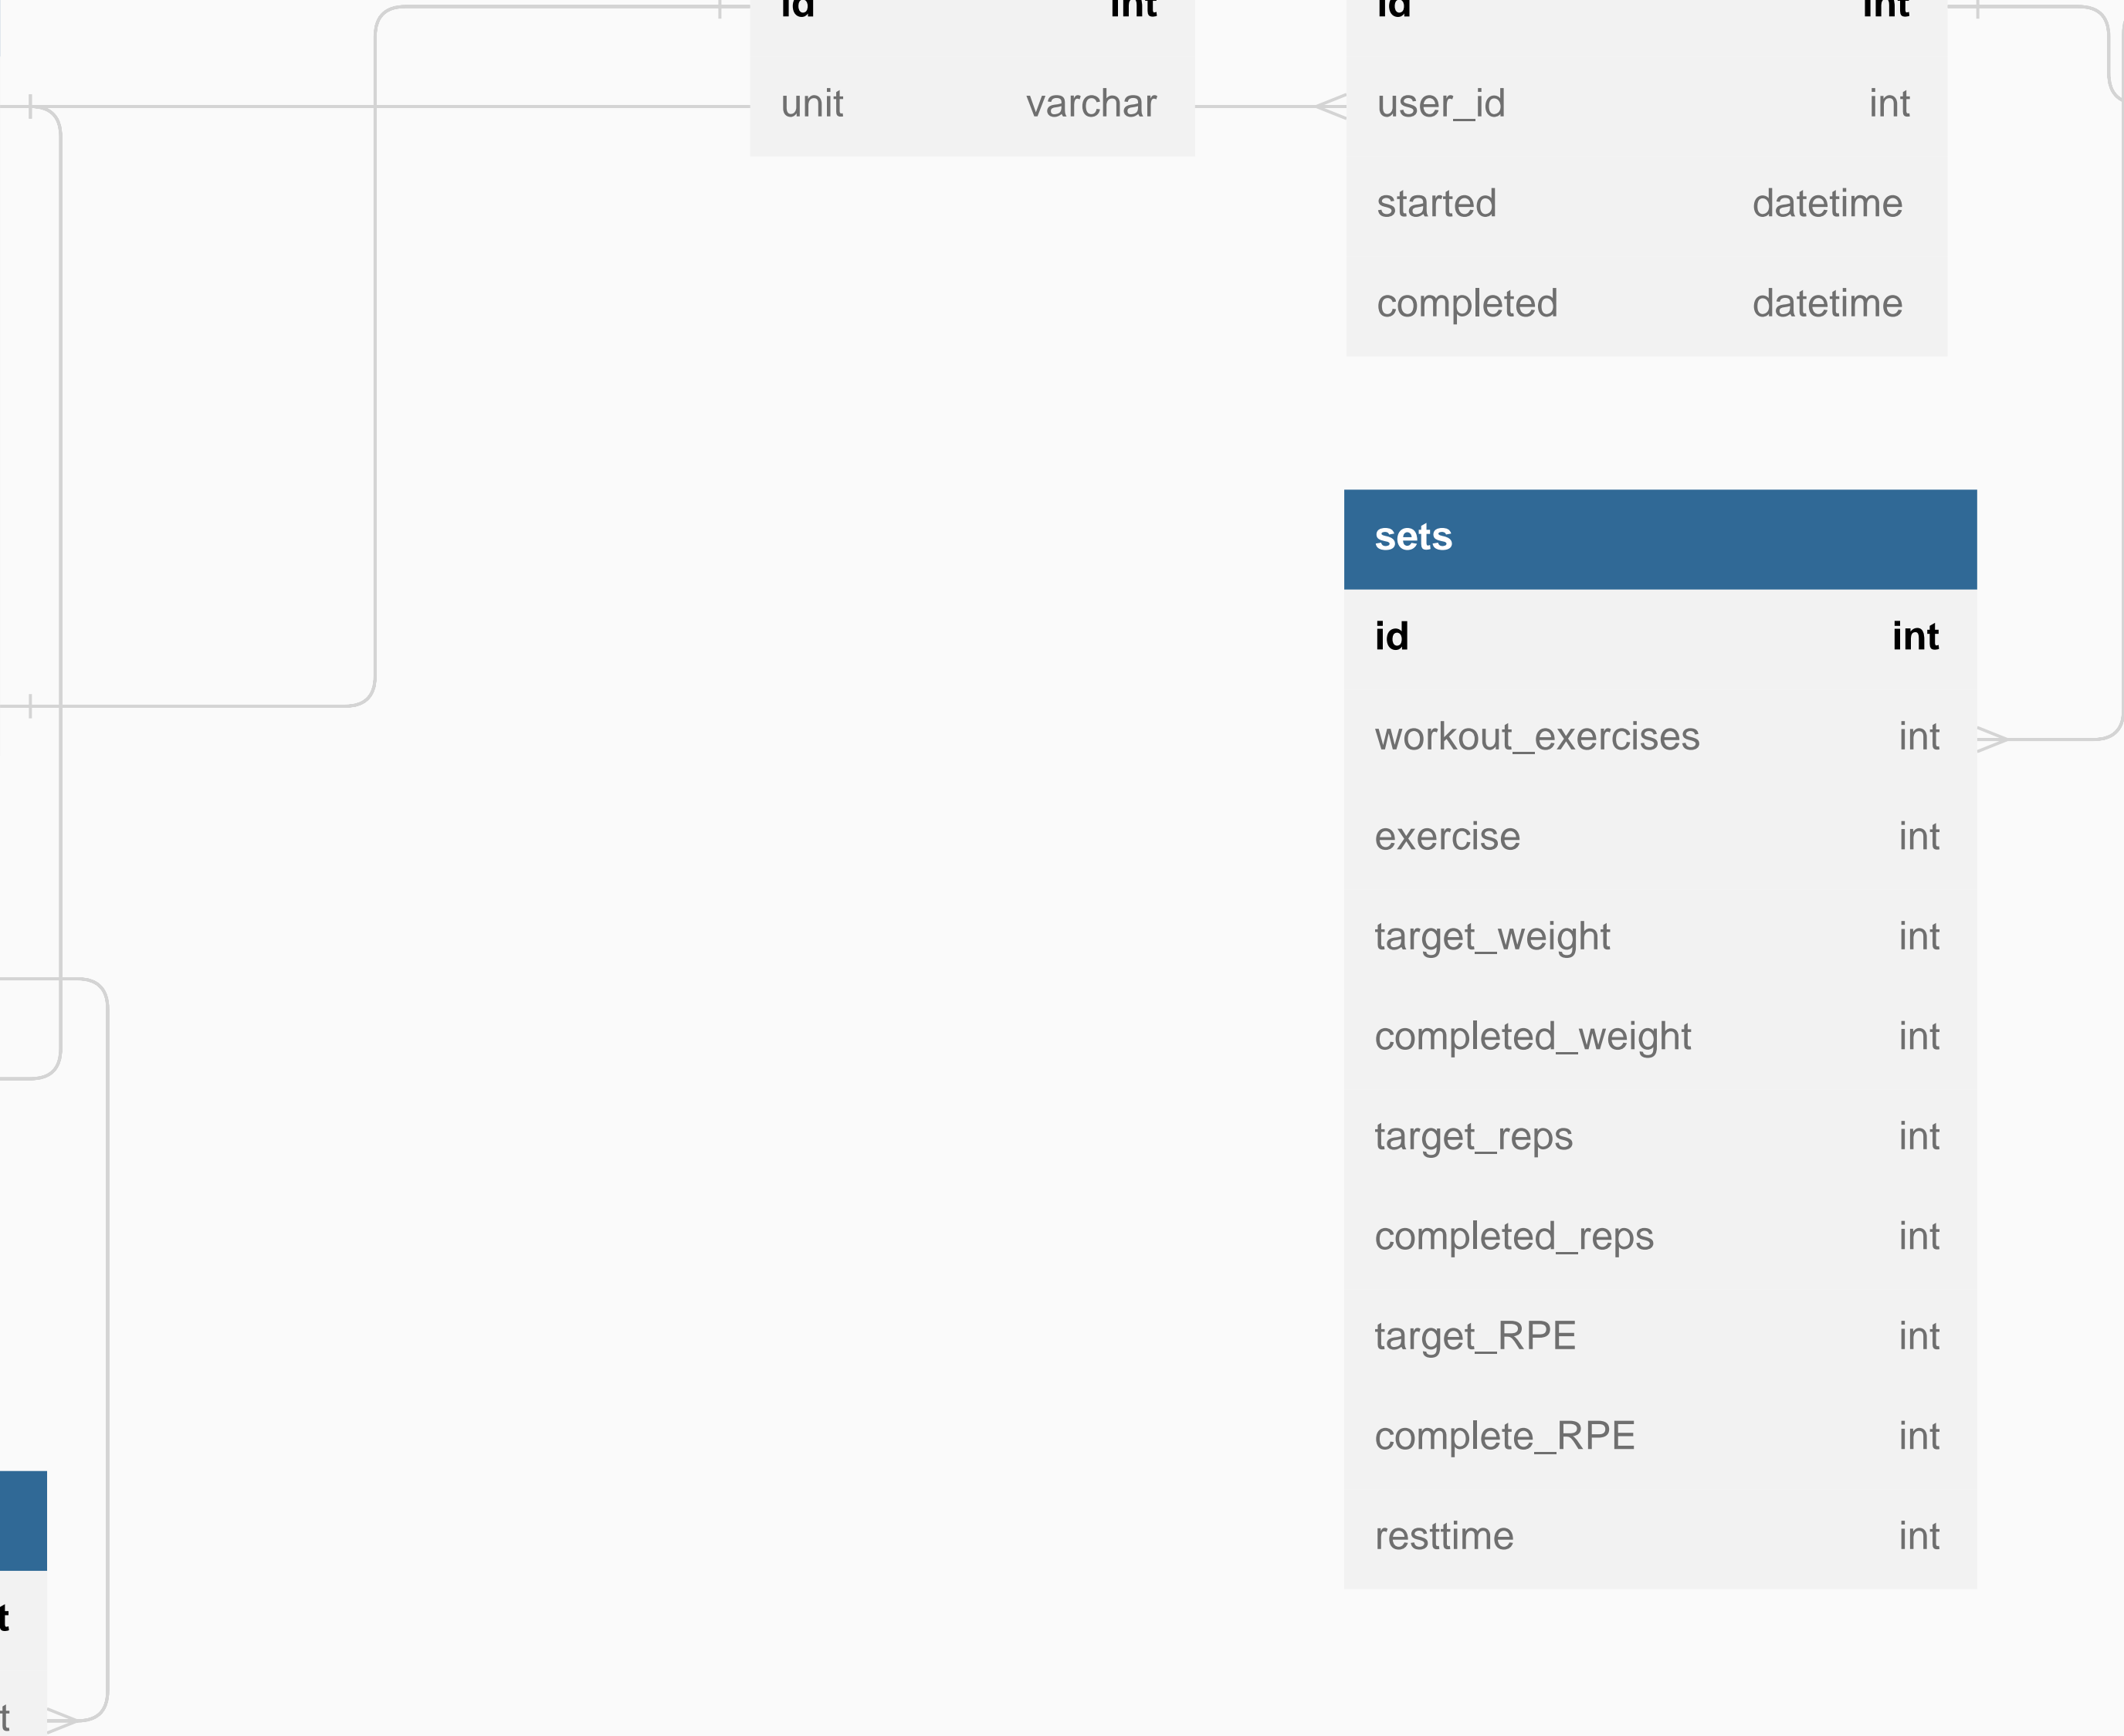 id int
unit varchar
id int
user_id int
started datetime
completed datetime
sets
id int
workout_exercises int
exercise int
target_weight int
completed_weight int
target_reps int
completed_reps int
target_RPE int
complete_RPE int
resttime int
t
t